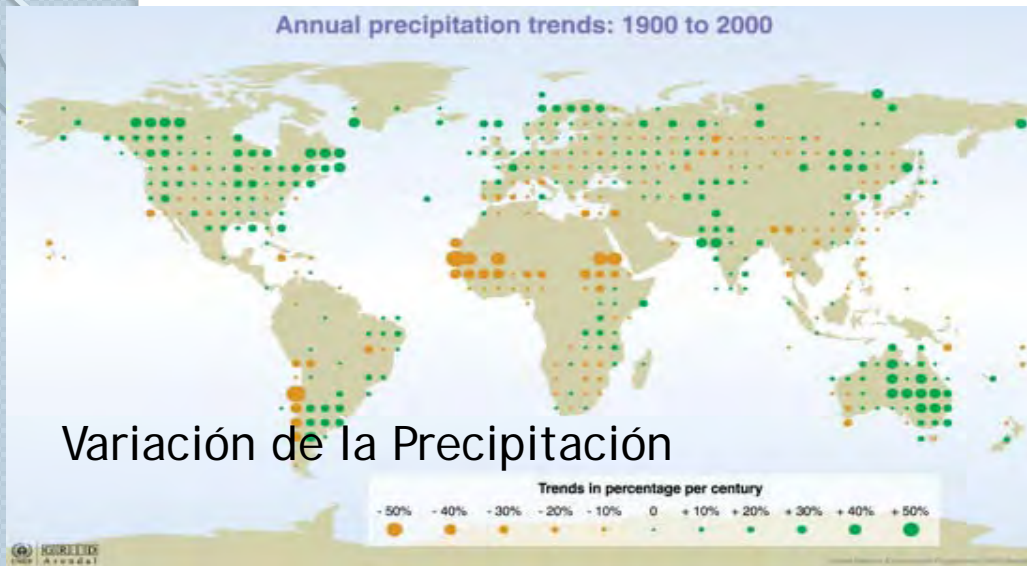 Annual precipitation trends: 1900 to 2000
Variación de la Precipitación
Trends in percentage per century
- 50% - 40% - 30% - 20% - 10% 0 + 10% + 20% + 30% + 40% + 50%
UNEP
GRID
Arendal